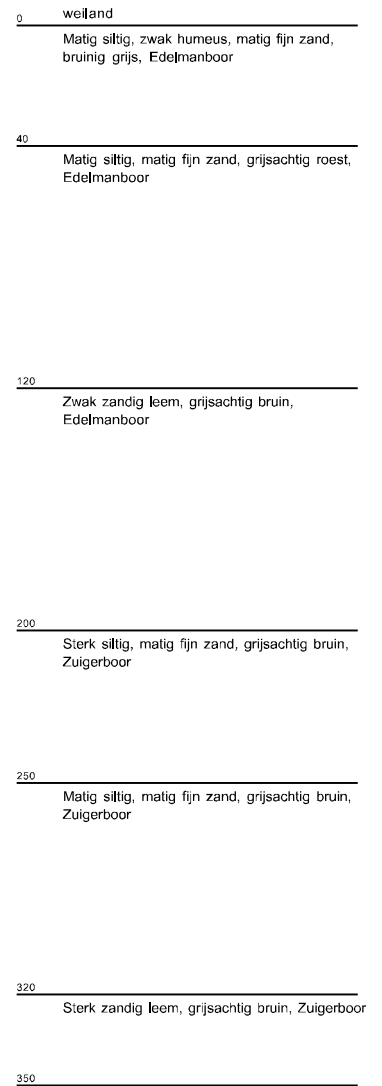 0 weiland
Matig siltig, zwak humeus, matig fijn zand,
bruinig grijs, Edelmanboor
40
Matig siltig, matig fijn zand, grijsachtig roest,
Edelmanboor
120
Zwak zandig leem, grijsachtig bruin,
Edelmanboor
200
Sterk siltig, matig fijn zand, grijsachtig bruin,
Zuigerboor
250
Matig siltig, matig fijn zand, grijsachtig bruin,
Zuigerboor
320
Sterk zandig leem, grijsachtig bruin, Zuigerboor
350